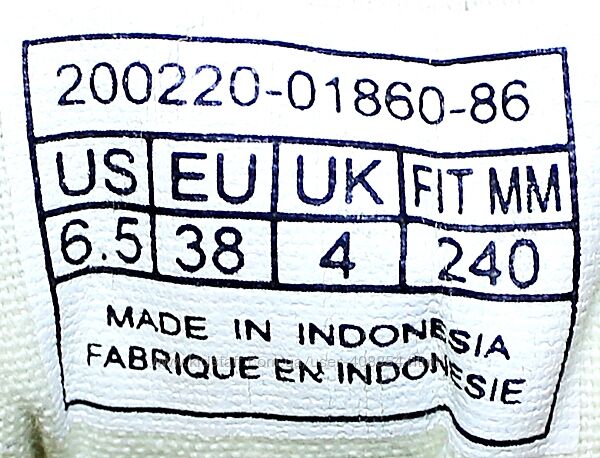 200220-01860-86
US EU UK FIT MM
6.5 38 4 240
MADE IN INDONESIA
FABRIQUE EN INDONESIE